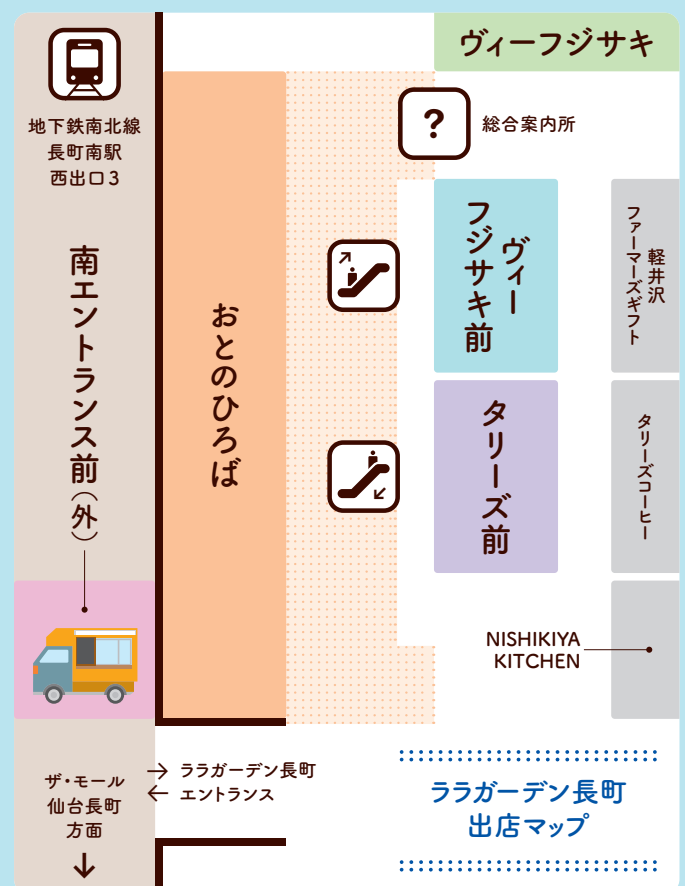 ヴィーフジサキ
地下鉄南北線
長町南駅
西出口3
?
総合案内所
南エントランス前(外)
おとのひろば
ヴィー
フジサキ前
軽井沢
ファーマーズギフト
タリーズ前
タリーズコーヒー
NISHIKIYA
KITCHEN
ザ・モール
仙台長町
方面
↓
→ ララガーデン長町
← エントランス
ララガーデン長町
出店マップ